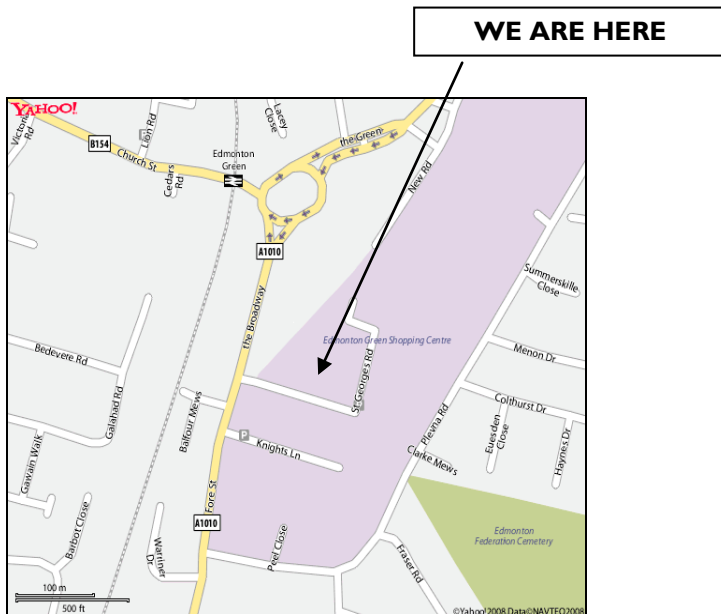 WE ARE HERE
YAHOO!
Victoria
Rd
Lion Rd
Lacey
Close
B154
Church St
Cedars
Rd
Edmonton
Green
the Green
New Rd
A1010
the Broadway
Summerskille
Close
Edmonton Green Shopping Centre
Bedevere Rd
Galahad Rd
Balfour Mews
St Georges Rd
Menon Dr
Colthurst Dr
Plevna Rd
P
Knights Ln
Clarke Mews
Euesden
Close
Haynes Dr
Gawain Walk
Fore St
Balbot Close
A1010
Warriner
Dr
Peel Close
Fraser Rd
Edmonton
Federation Cemetery
100 m
500 ft
©Yahoo! 2008 Data©NAVTEQ2008